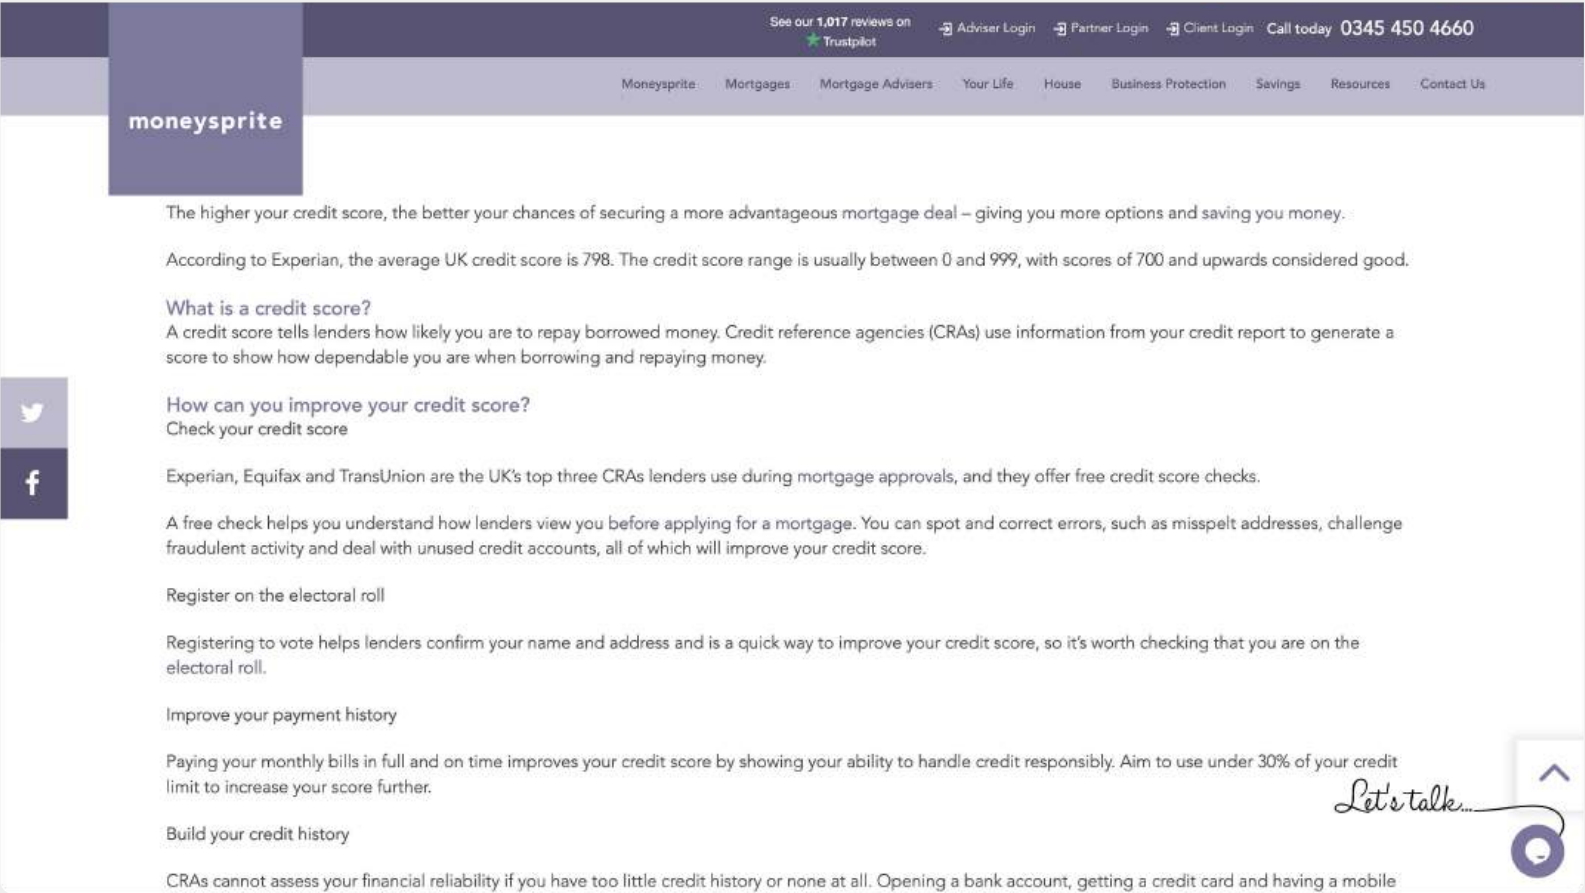 See our 1,017 reviews on
Trustpilot
Adviser Login Partner Login Client Login Call today 0345 450 4660
Moneysprite Mortgages Mortgage Advisers Your Life House Business Protection Savings Resources Contact Us
moneysprite
The higher your credit score, the better your chances of securing a more advantageous mortgage deal – giving you more options and saving you money.
According to Experian, the average UK credit score is 798. The credit score range is usually between 0 and 999, with scores of 700 and upwards considered good.
What is a credit score?
A credit score tells lenders how likely you are to repay borrowed money. Credit reference agencies (CRAs) use information from your credit report to generate a
score to show how dependable you are when borrowing and repaying money.
How can you improve your credit score?
Check your credit score
Experian, Equifax and TransUnion are the UK's top three CRAs lenders use during mortgage approvals, and they offer free credit score checks.
A free check helps you understand how lenders view you before applying for a mortgage. You can spot and correct errors, such as misspelt addresses, challenge
fraudulent activity and deal with unused credit accounts, all of which will improve your credit score.
Register on the electoral roll
Registering to vote helps lenders confirm your name and address and is a quick way to improve your credit score, so it's worth checking that you are on the
electoral roll.
Improve your payment history
Paying your monthly bills in full and on time improves your credit score by showing your ability to handle credit responsibly. Aim to use under 30% of your credit
limit to increase your score further.
Let's talk...
Build your credit history
CRAs cannot assess your financial reliability if you have too little credit history or none at all. Opening a bank account, getting a credit card and having a mobile